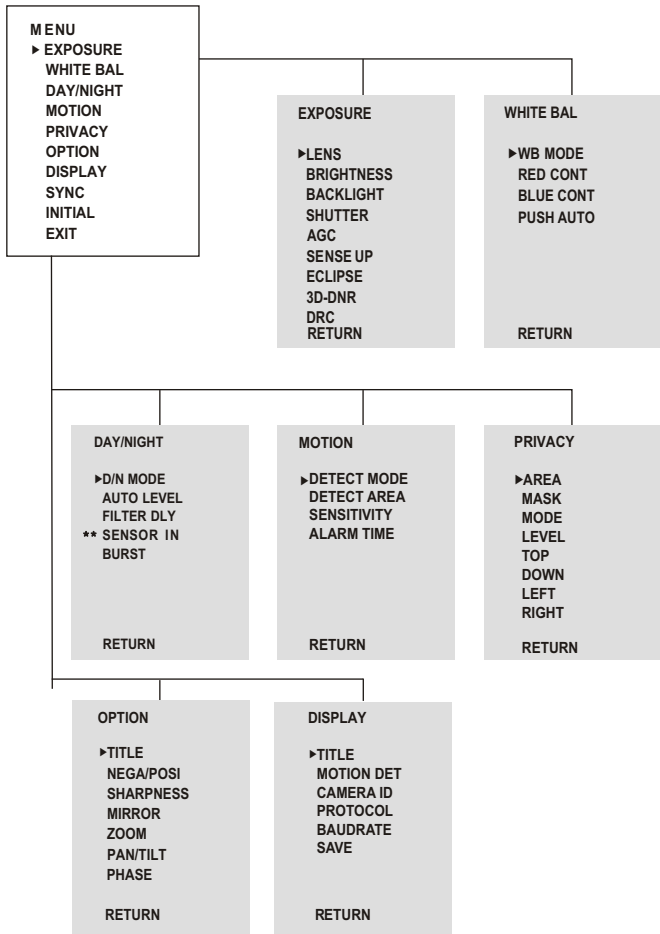 MENU
▶ EXPOSURE
WHITE BAL
DAY/NIGHT
MOTION
PRIVACY
OPTION
DISPLAY
SYNC
INITIAL
EXIT
EXPOSURE
▶LENS
BRIGHTNESS
BACKLIGHT
SHUTTER
AGC
SENSE UP
ECLIPSE
3D-DNR
DRC
RETURN
WHITE BAL
▶WB MODE
RED CONT
BLUE CONT
PUSH AUTO
RETURN
DAY/NIGHT
▶D/N MODE
AUTO LEVEL
FILTER DLY
** SENSOR IN
BURST
RETURN
MOTION
▶DETECT MODE
DETECT AREA
SENSITIVITY
ALARM TIME
RETURN
PRIVACY
▶AREA
MASK
MODE
LEVEL
TOP
DOWN
LEFT
RIGHT
RETURN
OPTION
▶TITLE
NEGA/POSI
SHARPNESS
MIRROR
ZOOM
PAN/TILT
PHASE
RETURN
DISPLAY
▶TITLE
MOTION DET
CAMERA ID
PROTOCOL
BAUDRATE
SAVE
RETURN